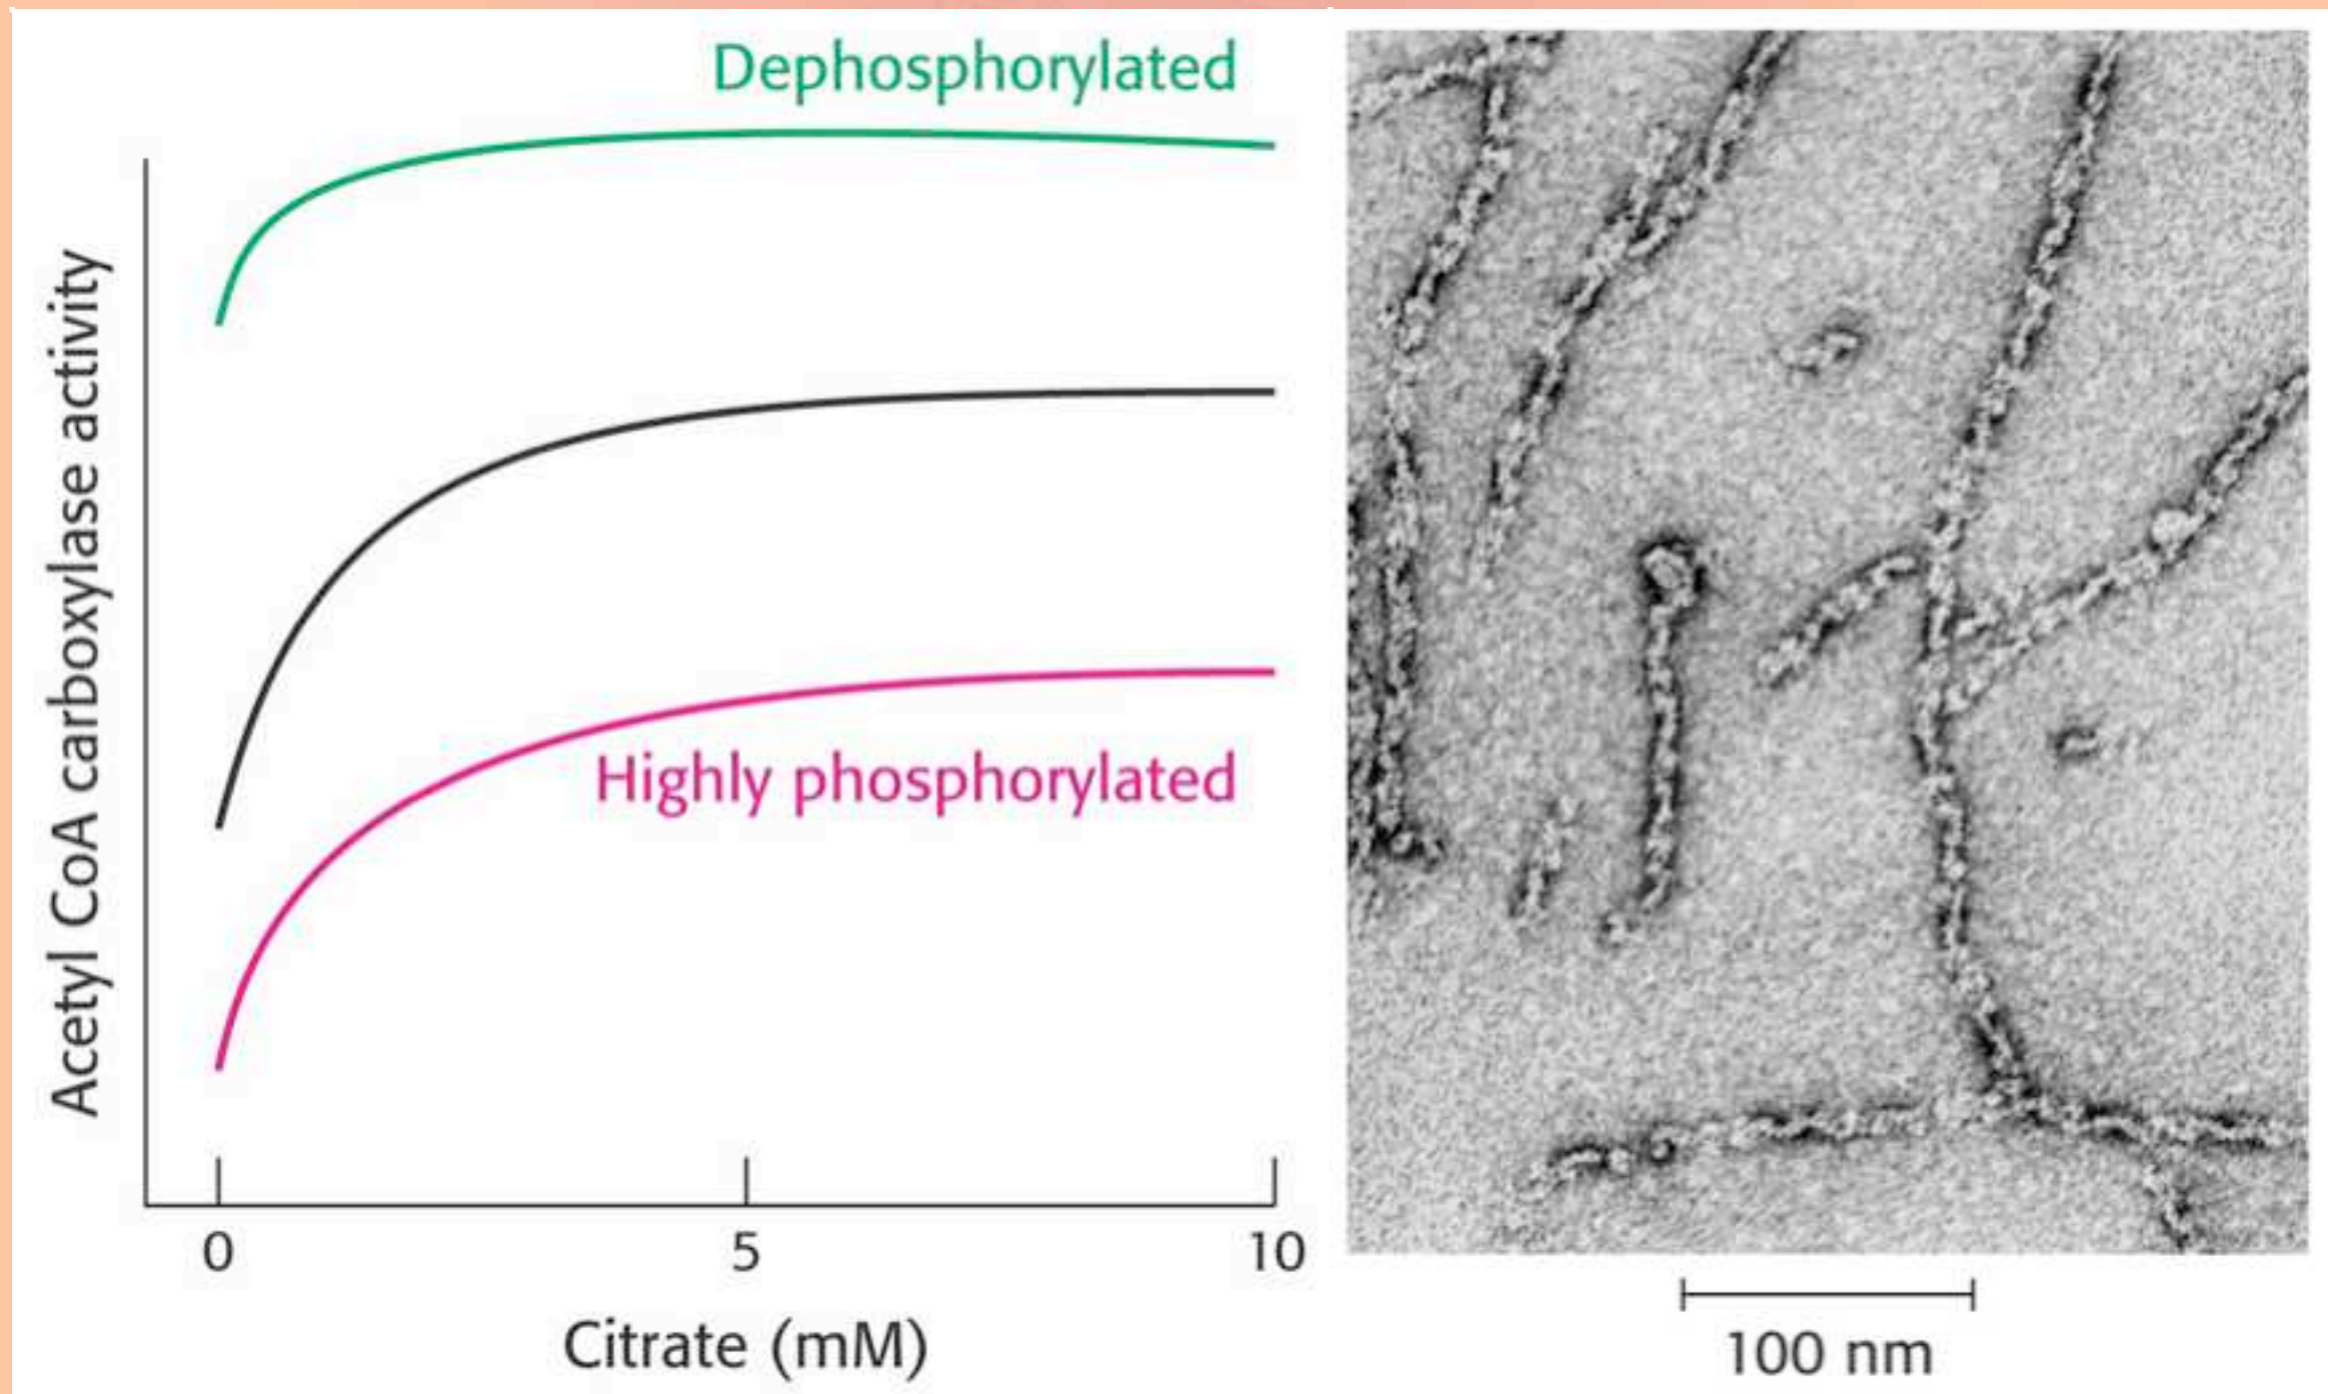 Dephosphorylated
Acetyl CoA carboxylase activity
Highly phosphorylated
0 5 10
Citrate (mM)
100 nm